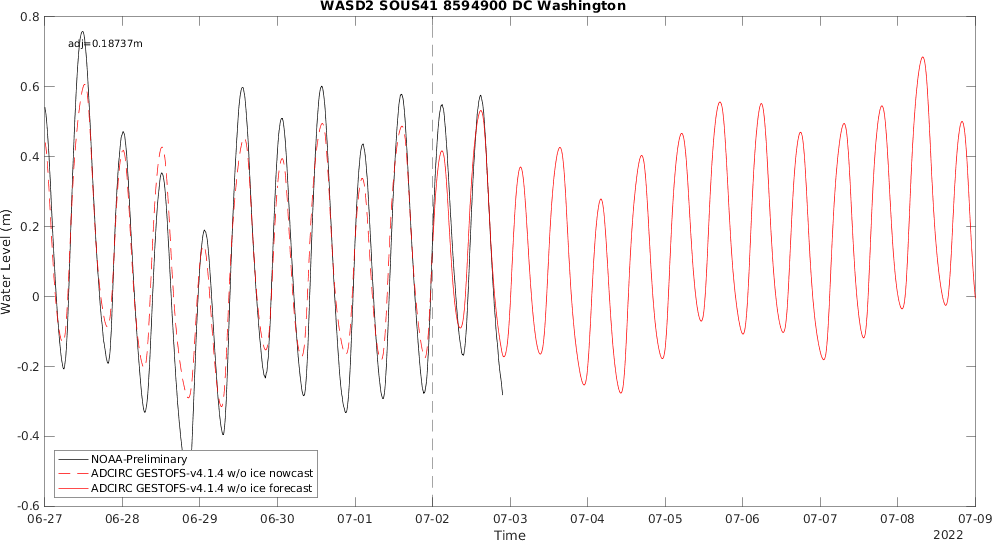 WASD2 SOUS41 8594900 DC Washington
adj=0.18737m
0.8
0.6
0.4
0.2
0
-0.2
-0.4
-0.6
Water Level (m)
NOAA-Preliminary
ADCIRC GESTOFS-v4.1.4 w/o ice nowcast
ADCIRC GESTOFS-v4.1.4 w/o ice forecast
06-27 06-28 06-29 06-30 07-01 07-02 07-03 07-04 07-05 07-06 07-07 07-08 07-09
Time
2022